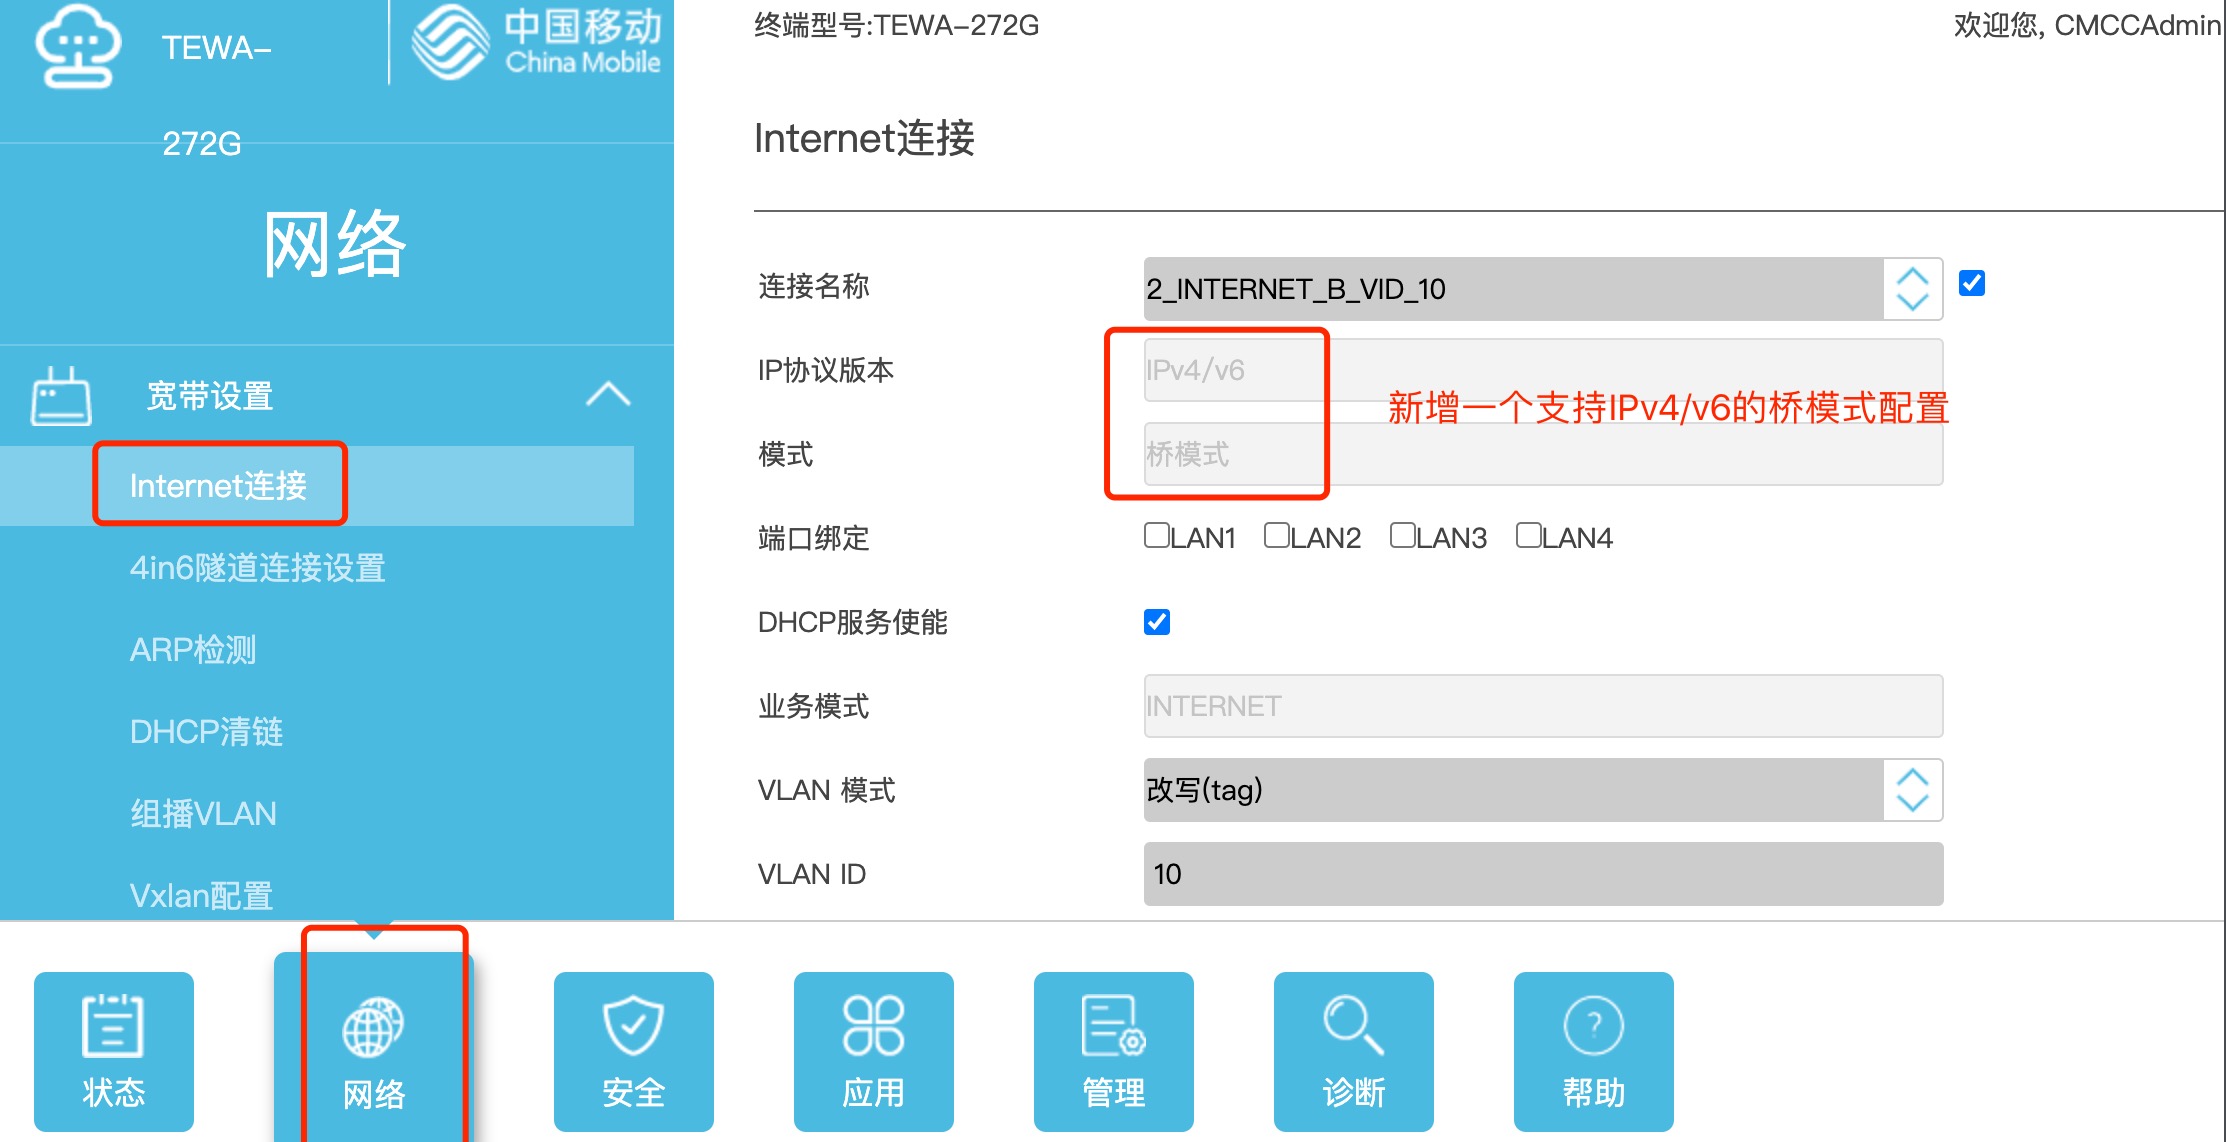 TEWA-
272G
中国移动
China Mobile
终端型号:TEWA-272G
欢迎您, CMCCAdmin
网络
宽带设置
Internet连接
4in6隧道连接设置
ARP检测
DHCP清链
组播VLAN
Vxlan配置
Internet连接
连接名称 2_INTERNET_B_VID_10
IP协议版本 IPv4/v6
新增一个支持IPv4/v6的桥模式配置
模式 桥模式
端口绑定 LAN1 LAN2 LAN3 LAN4
DHCP服务使能
业务模式 INTERNET
VLAN 模式 改写(tag)
VLAN ID 10
状态 网络 安全 应用 管理 诊断 帮助